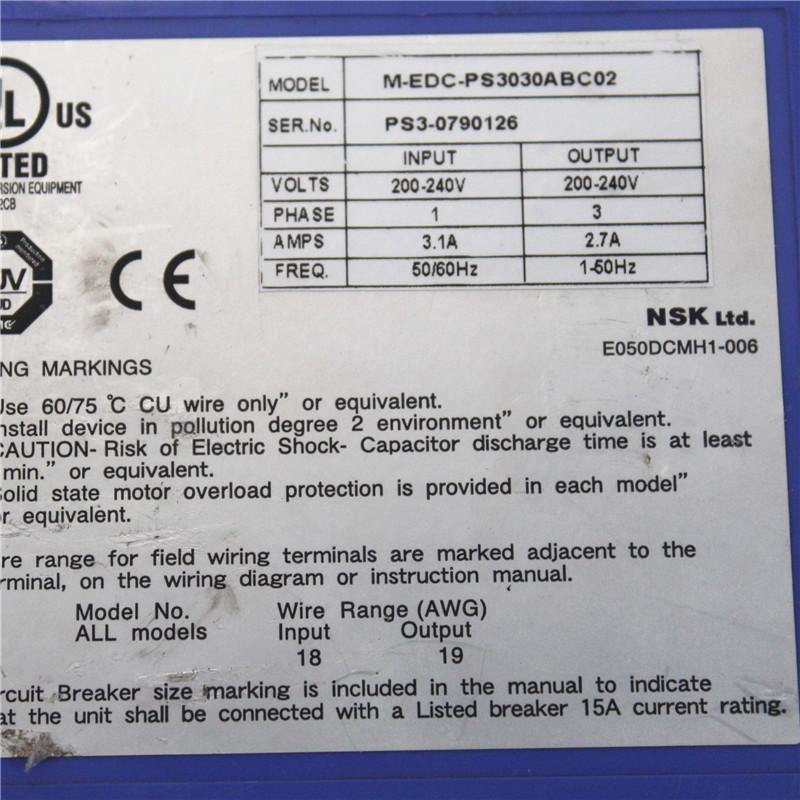 L US
TED
RSION EQUIPMENT
2CB
MODEL M-EDC-PS3030ABC02
SER.No. PS3-0790126
INPUT OUTPUT
VOLTS 200-240V 200-240V
PHASE 1 3
AMPS 3.1A 2.7A
FREQ. 50/60Hz 1-50Hz
UV
CE
NSK Ltd.
E050DCMH1-006
NG MARKINGS
Use 60/75 °C CU wire only" or equivalent.
nstall device in pollution degree 2 environment" or equivalent.
CAUTION- Risk of Electric Shock- Capacitor discharge time is at least
min." or equivalent.
Solid state motor overload protection is provided in each model"
or equivalent.
re range for field wiring terminals are marked adjacent to the
rminal, on the wiring diagram or instruction manual.
Model No. Wire Range (AWG)
ALL models Input Output
18 19
rcuit Breaker size marking is included in the manual to indicate
at the unit shall be connected with a Listed breaker 15A current rating.